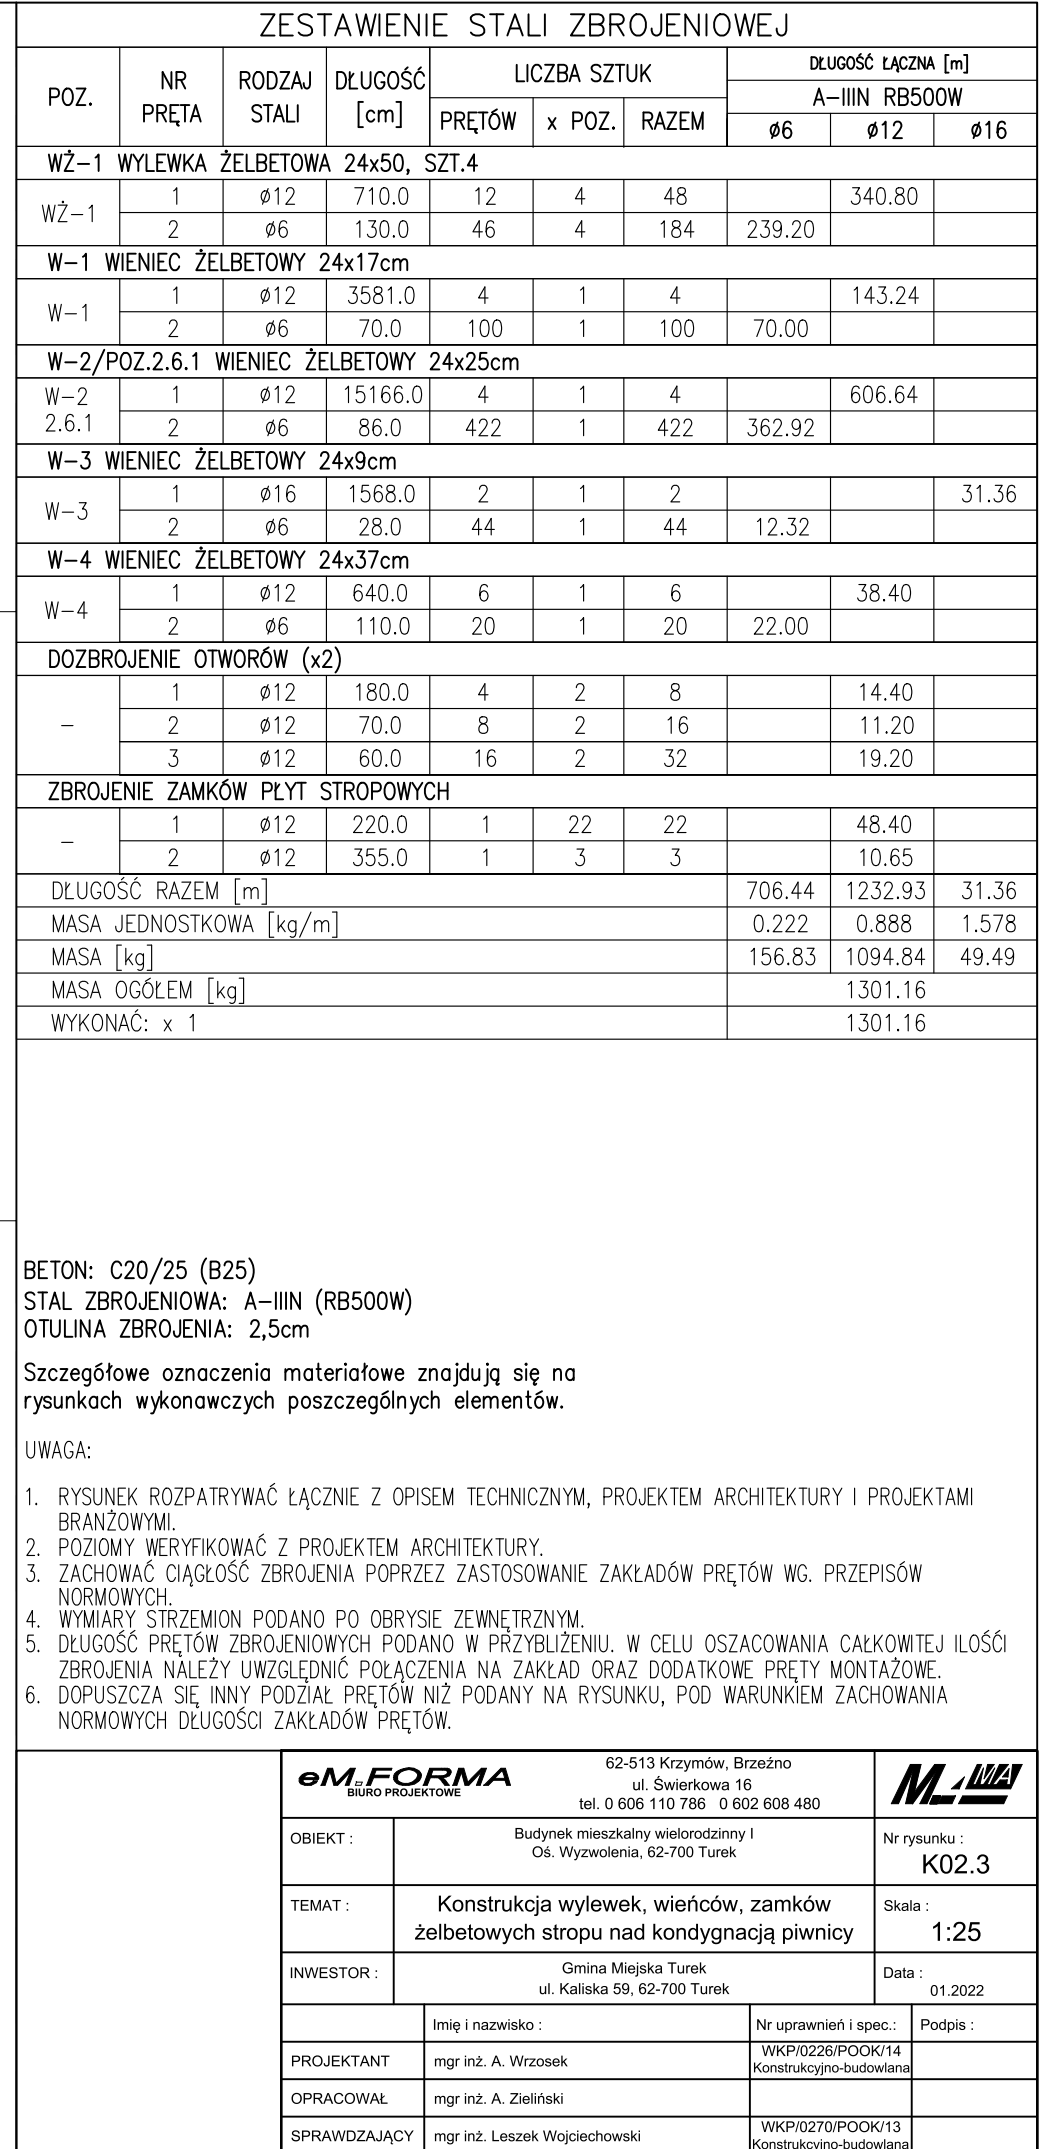 ZESTAWIENIE STALI ZBROJENIOWEJ
POZ. NR PRĘTA RODZAJ STALI DŁUGOŚĆ [cm] LICZBA SZTUK DŁUGOŚĆ ŁĄCZNA [m]
A-IIIN RB500W
PRĘTÓW x POZ. RAZEM ø6 ø12 ø16
WŻ-1 WYLEWKA ŻELBETOWA 24x50, SZT.4
WŻ-1 1 ø12 710.0 12 4 48 340.80
2 ø6 130.0 46 4 184 239.20
W-1 WIENIEC ŻELBETOWY 24x17cm
W-1 1 ø12 3581.0 4 1 4 143.24
2 ø6 70.0 100 1 100 70.00
W-2/POZ.2.6.1 WIENIEC ŻELBETOWY 24x25cm
W-2 2.6.1 1 ø12 15166.0 4 1 4 606.64
2 ø6 86.0 422 1 422 362.92
W-3 WIENIEC ŻELBETOWY 24x9cm
W-3 1 ø16 1568.0 2 1 2 31.36
2 ø6 28.0 44 1 44 12.32
W-4 WIENIEC ŻELBETOWY 24x37cm
W-4 1 ø12 640.0 6 1 6 38.40
2 ø6 110.0 20 1 20 22.00
DOZBROJENIE OTWORÓW (x2)
- 1 ø12 180.0 4 2 8 14.40
2 ø12 70.0 8 2 16 11.20
3 ø12 60.0 16 2 32 19.20
ZBROJENIE ZAMKÓW PŁYT STROPOWYCH
- 1 ø12 220.0 1 22 22 48.40
2 ø12 355.0 1 3 3 10.65
DŁUGOŚĆ RAZEM [m] 706.44 1232.93 31.36
MASA JEDNOSTKOWA [kg/m] 0.222 0.888 1.578
MASA [kg] 156.83 1094.84 49.49
MASA OGÓŁEM [kg] 1301.16
WYKONAĆ: x 1 1301.16
BETON: C20/25 (B25)
STAL ZBROJENIOWA: A-IIIN (RB500W)
OTULINA ZBROJENIA: 2,5cm
Szczegółowe oznaczenia materiałowe znajdują się na
rysunkach wykonawczych poszczególnych elementów.
UWAGA:
1. RYSUNEK ROZPATRYWAĆ ŁĄCZNIE Z OPISEM TECHNICZNYM, PROJEKTEM ARCHITEKTURY I PROJEKTAMI
BRANŻOWYMI.
2. POZIOMY WERYFIKOWAĆ Z PROJEKTEM ARCHITEKTURY.
3. ZACHOWAĆ CIĄGŁOŚĆ ZBROJENIA POPRZEZ ZASTOSOWANIE ZAKŁADÓW PRĘTÓW WG. PRZEPISÓW
NORMOWYCH.
4. WYMIARY STRZEMION PODANO PO OBRYSIE ZEWNĘTRZNYM.
5. DŁUGOŚĆ PRĘTÓW ZBROJENIOWYCH PODANO W PRZYBLIŻENIU. W CELU OSZACOWANIA CAŁKOWITEJ ILOŚĆI
ZBROJENIA NALEŻY UWZGLĘDNIĆ POŁĄCZENIA NA ZAKŁAD ORAZ DODATKOWE PRĘTY MONTAŻOWE.
6. DOPUSZCZA SIĘ INNY PODZIAŁ PRĘTÓW NIŻ PODANY NA RYSUNKU, POD WARUNKIEM ZACHOWANIA
NORMOWYCH DŁUGOŚCI ZAKŁADÓW PRĘTÓW.
eM.FORMA
BIURO PROJEKTOWE
62-513 Krzymów, Brzeźno
ul. Świerkowa 16
tel. 0 606 110 786 0 602 608 480
M. MA
OBIEKT : Budynek mieszkalny wielorodzinny I
Oś. Wyzwolenia, 62-700 Turek
Nr rysunku :
K02.3
TEMAT : Konstrukcja wylewek, wieńców, zamków
żelbetowych stropu nad kondygnacją piwnicy
Skala :
1:25
INWESTOR : Gmina Miejska Turek
ul. Kaliska 59, 62-700 Turek
Data :
01.2022
Imię i nazwisko : Nr uprawnień i spec.: Podpis :
PROJEKTANT mgr inż. A. Wrzosek WKP/0226/POOK/14
Konstrukcyjno-budowlana
OPRACOWAŁ mgr inż. A. Zieliński
SPRAWDZAJĄCY mgr inż. Leszek Wojciechowski WKP/0270/POOK/13
Konstrukcyjno-budowlana